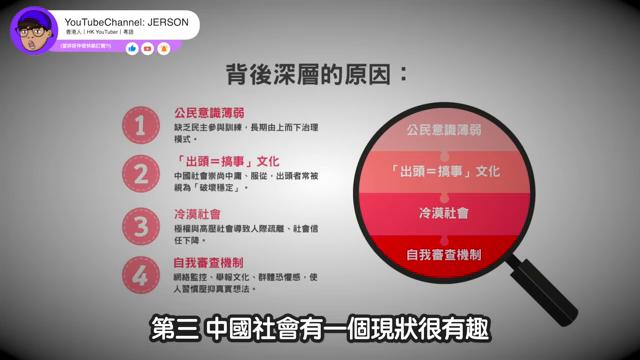 YouTubeChannel: JERSON
香港人 | HK YouTuber | 粵語
背後深層的原因：
1
公民意識薄弱
缺乏民主參與訓練，長期由上而下治理
模式。
2
「出頭＝搞事」文化
中國社會崇尚中庸、服從，出頭者常被
視為「破壞穩定」。
3
冷漠社會
極權與高壓社會導致人際疏離、社會信
任下降。
4
自我審查機制
網絡監控、舉報文化、群體恐懼感，使
人習慣壓抑真實想法。
公民意識薄弱
「出頭＝搞事」文化
冷漠社會
自我審查機制
第三 中國社會有一個現狀很有趣